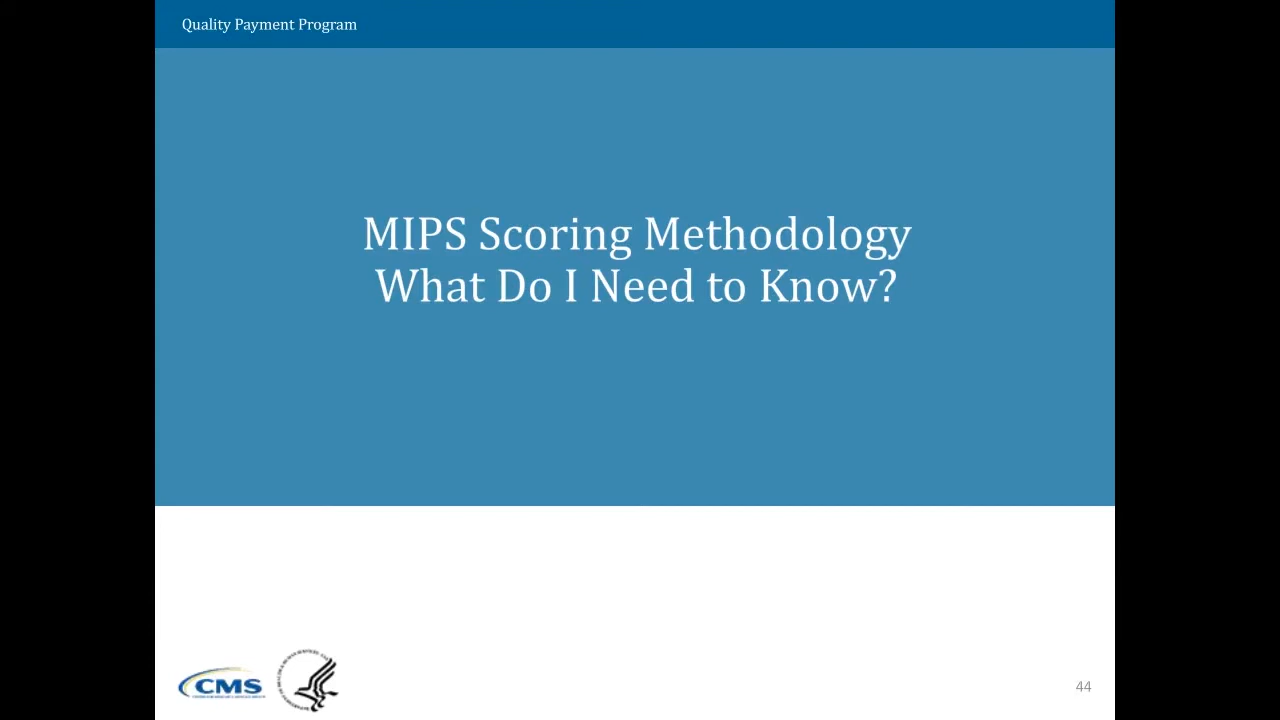 Quality Payment Program
MIPS Scoring Methodology
What Do I Need to Know?
CMS
44